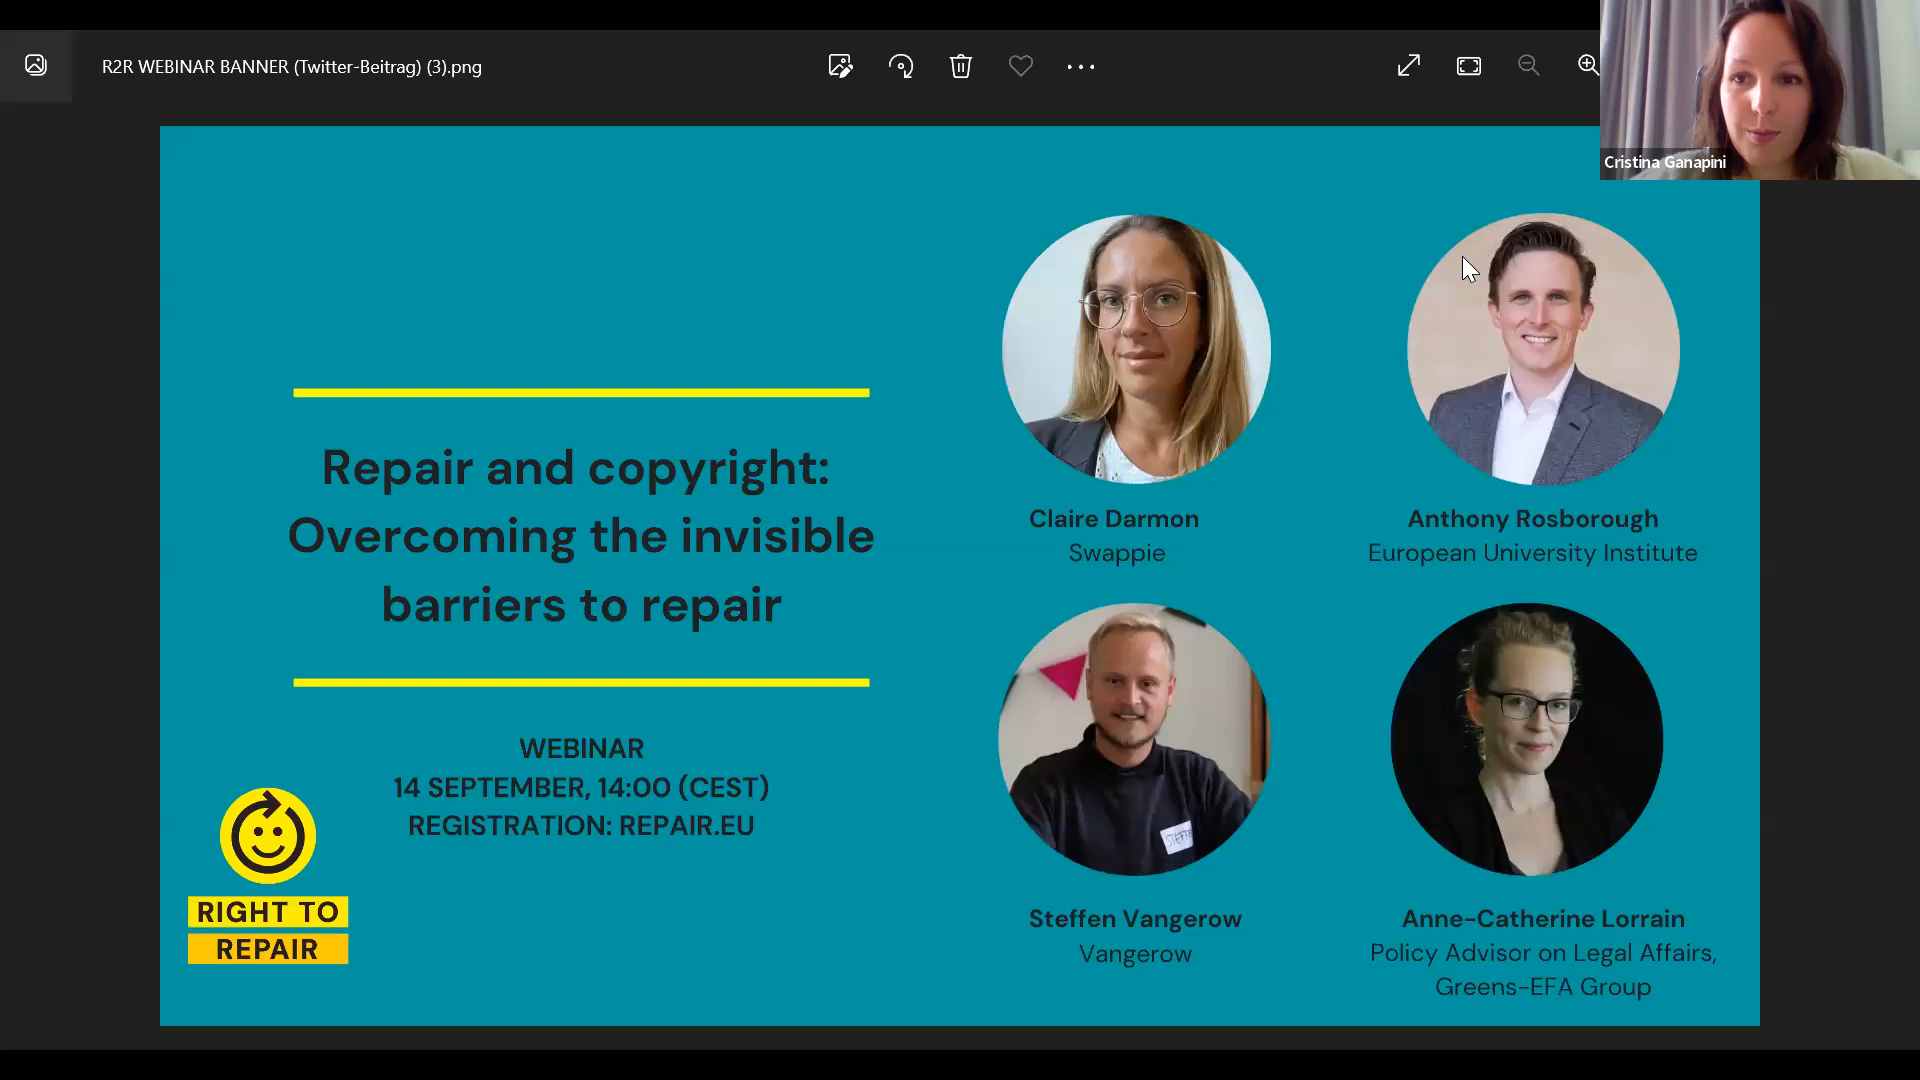 R2R WEBINAR BANNER (Twitter-Beitrag) (3).png
Cristina Ganapini
Repair and copyright:
Overcoming the invisible
barriers to repair
WEBINAR
14 SEPTEMBER, 14:00 (CEST)
REGISTRATION: REPAIR.EU
RIGHT TO
REPAIR
Claire Darmon
Swappie
Anthony Rosborough
European University Institute
Steffen Vangerow
Vangerow
Anne-Catherine Lorrain
Policy Advisor on Legal Affairs,
Greens-EFA Group